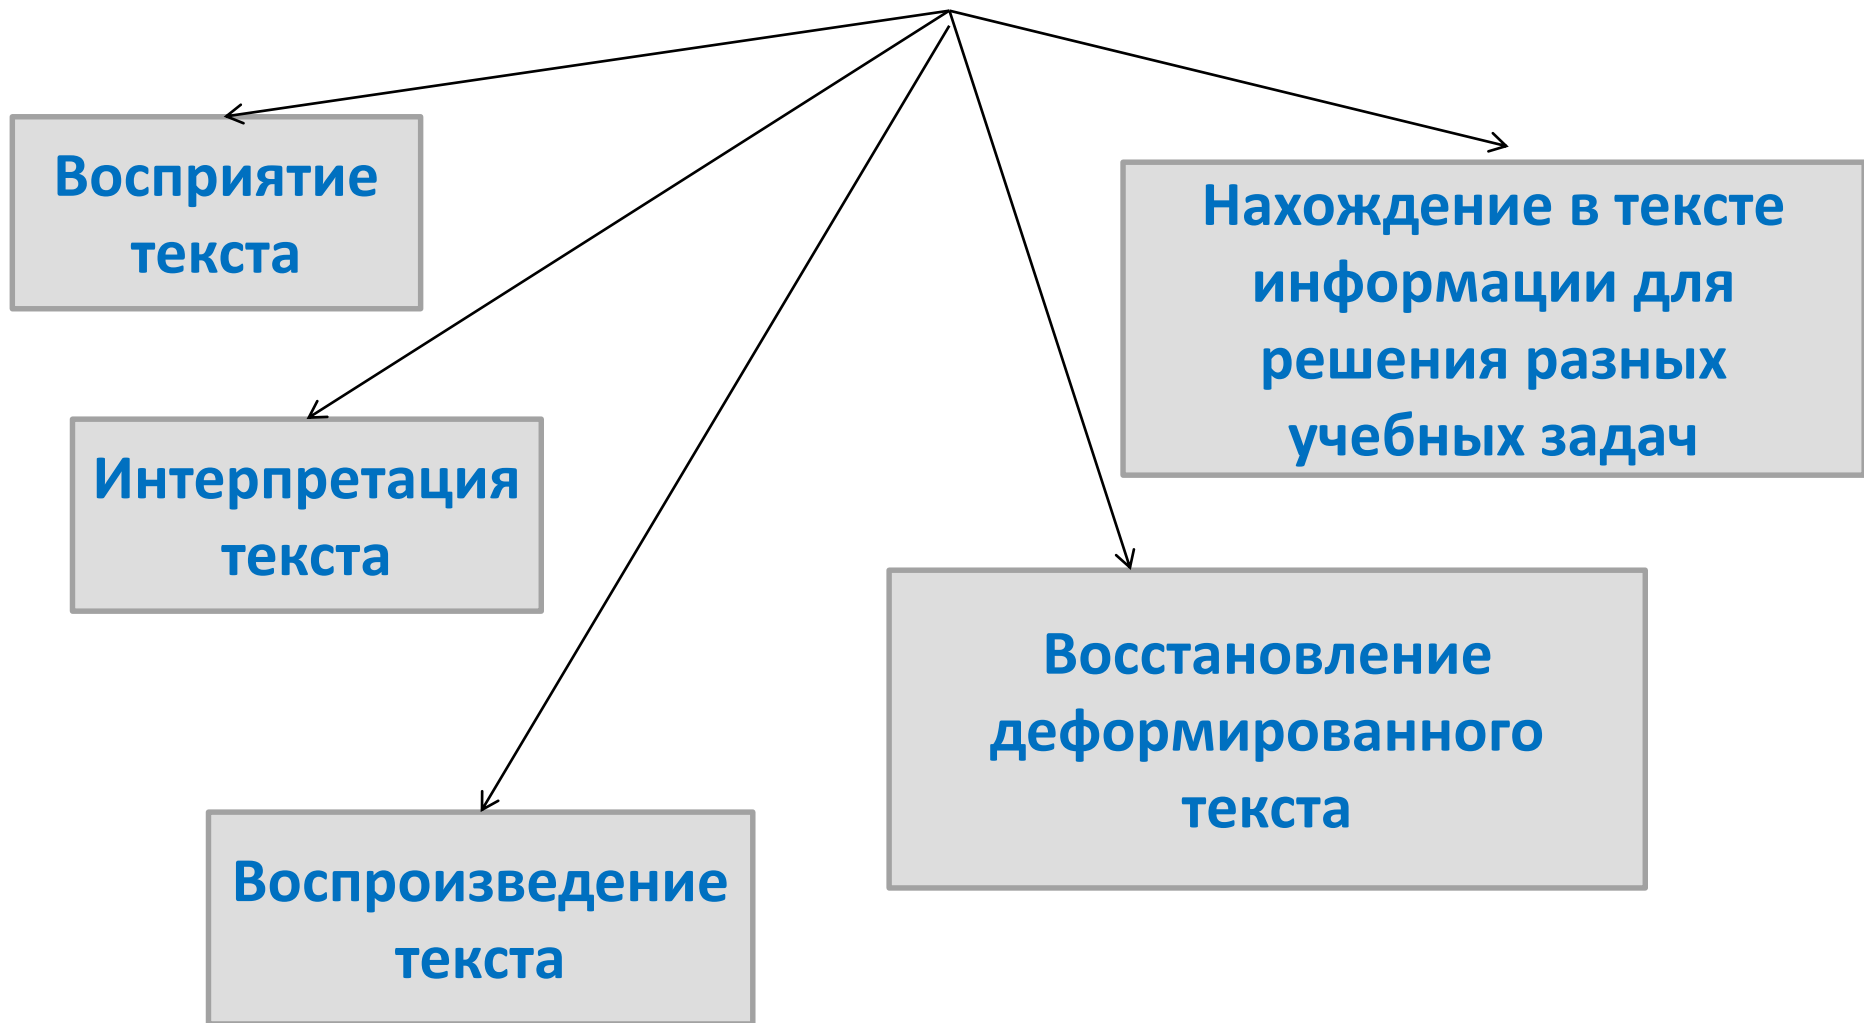 Восприятие
текста
Нахождение в тексте
информации для
решения разных
учебных задач
Интерпретация
текста
Восстановление
деформированного
текста
Воспроизведение
текста